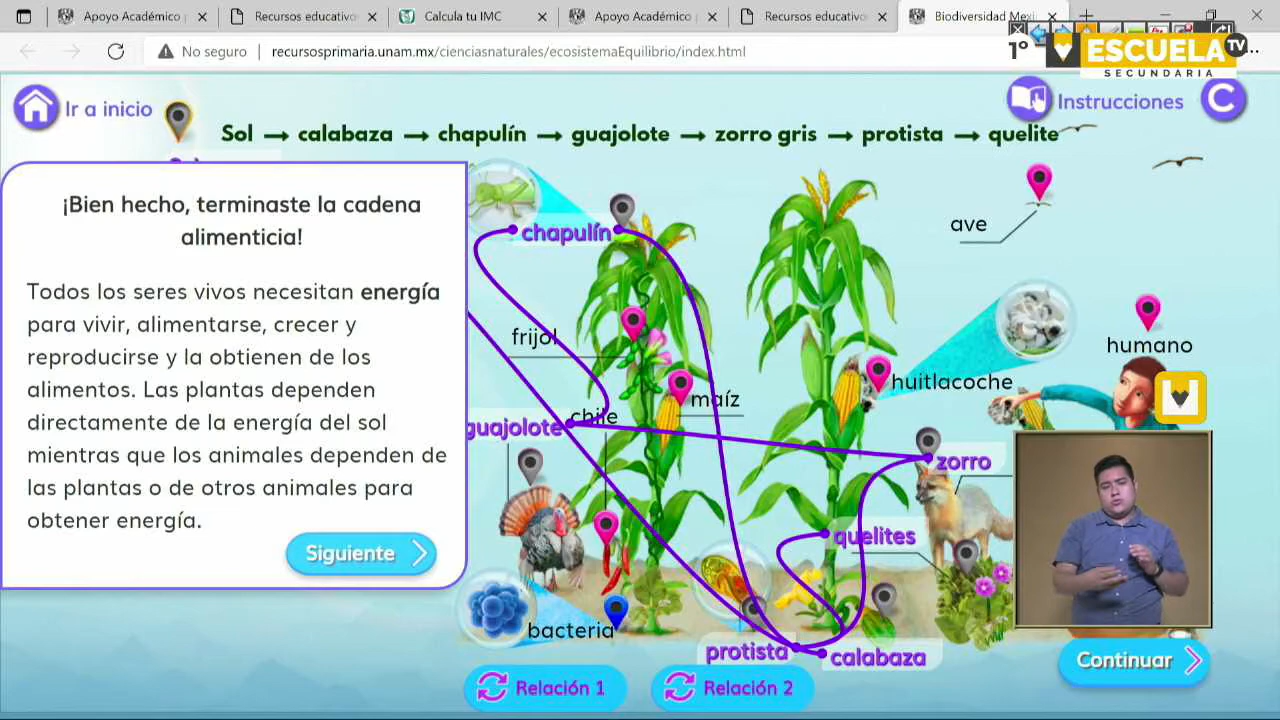 Apoyo Académico
Recursos educativo
Calcula tu IMC
Apoyo Académico
Recursos educativo
Biodiversidad Mexi
No seguro
recursosprimaria.unam.mx/cienciasnaturales/ecosistemaEquilibrio/index.html
1° ESCUELA TV
SECUNDARIA
Ir a inicio
Instrucciones
Sol → calabaza → chapulín → guajolote → zorro gris → protista → quelite
¡Bien hecho, terminaste la cadena
alimenticia!
Todos los seres vivos necesitan energía
para vivir, alimentarse, crecer y
reproducirse y la obtienen de los
alimentos. Las plantas dependen
directamente de la energía del sol
mientras que los animales dependen de
las plantas o de otros animales para
obtener energía.
Siguiente
chapulín
ave
frijol
humano
huitlacoche
maíz
chile
guajolote
zorro
quelites
bacteria
protista
calabaza
Relación 1
Relación 2
Continuar